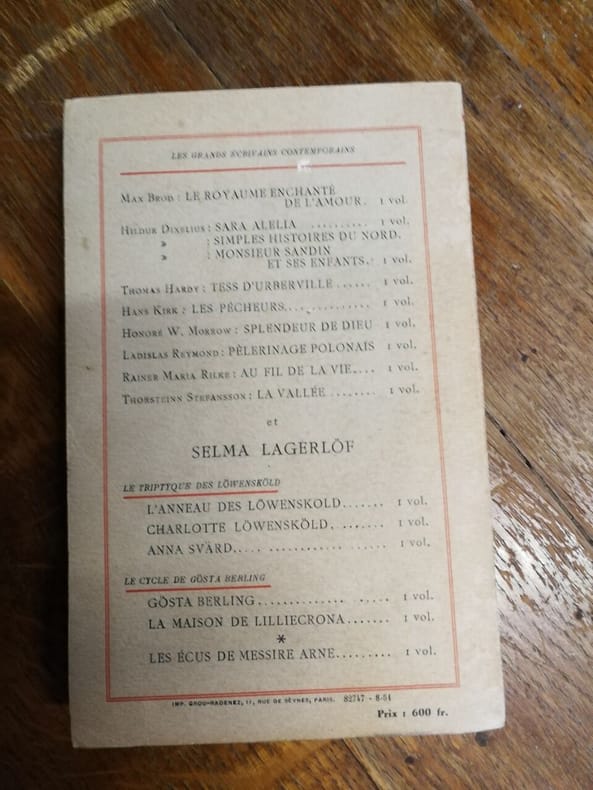 LES GRANDS ÉCRIVAINS CONTEMPORAINS
MAX BROD : LE ROYAUME ENCHANTÉ
DE L'AMOUR. 1 vol.
HILDUR DIXELIUS : SARA ALELIA .......... 1 vol.
» : SIMPLES HISTOIRES DU NORD.
» : MONSIEUR SANDIN
ET SES ENFANTS. 1 vol.
THOMAS HARDY : TESS D'URBERVILLE ...... 1 vol.
HANS KIRK : LES PÉCHEURS............... 1 vol.
HONORÉ W. MORROW : SPLENDEUR DE DIEU 1 vol.
LADISLAS REYMOND : PÈLERINAGE POLONAIS 1 vol.
RAINER MARIA RILKE : AU FIL DE LA VIE.... 1 vol.
THORSTEINN STEFANSSON : LA VALLÉE ........ 1 vol.
et
SELMA LAGERLÖF
LE TRIPTYQUE DES LÖWENSKÖLD
L'ANNEAU DES LÖWENSKOLD....... 1 vol.
CHARLOTTE LÖWENSKÖLD. ....... 1 vol.
ANNA SVÄRD.... ..................... 1 vol.
LE CYCLE DE GÖSTA BERLING
GÖSTA BERLING.................. ..... 1 vol.
LA MAISON DE LILLIECRONA....... 1 vol.
*
LES ÉCUS DE MESSIRE ARNE......... 1 vol.
IMP. GROU-RADENEZ, 11, RUE DE SÈVRES, PARIS. 82747 - 8-54
Prix : 600 fr.